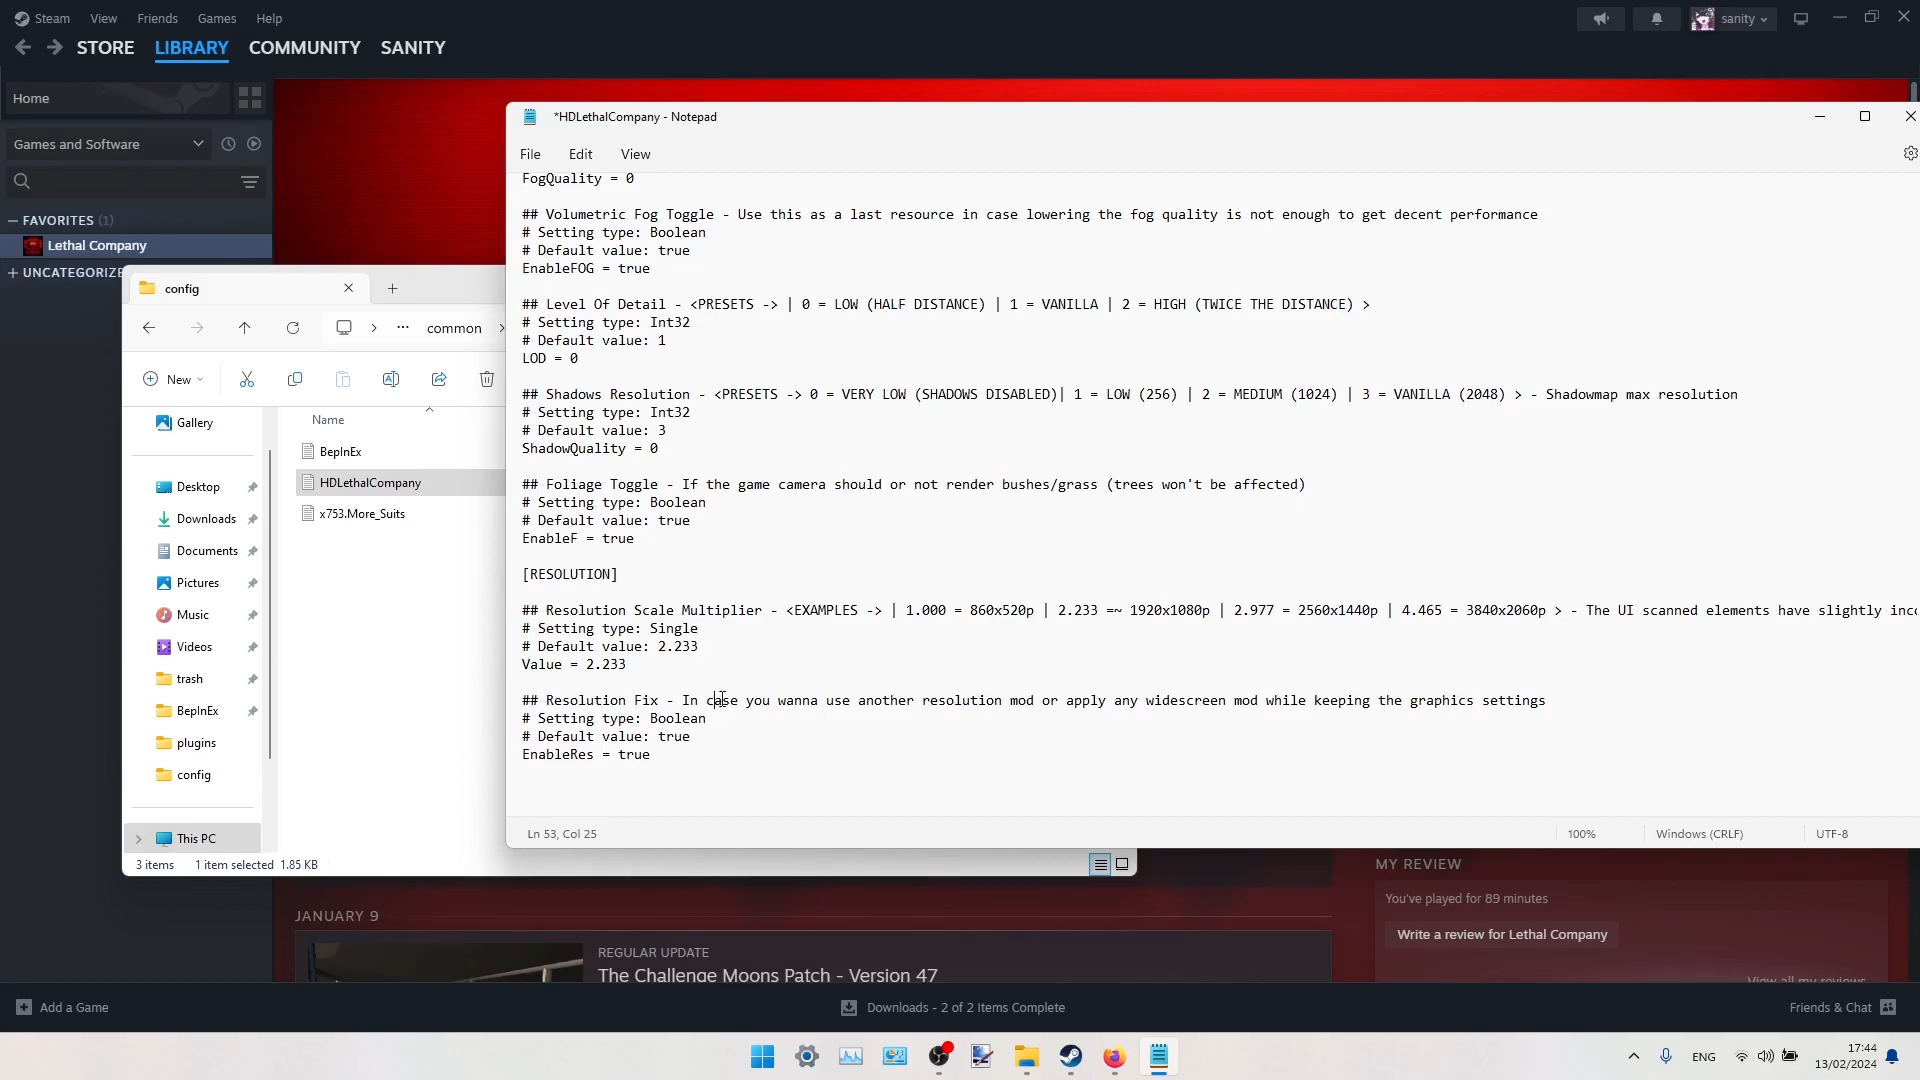 Steam View Friends Games Help
sanity
STORE LIBRARY COMMUNITY SANITY
Home
Games and Software
FAVORITES (1)
Lethal Company
UNCATEGORIZE
config
common
New
Gallery
Desktop
Downloads
Documents
Pictures
Music
Videos
trash
BepInEx
plugins
config
This PC
Name
BepInEx
HDLethalCompany
x753.More_Suits
3 items 1 item selected 1.85 KB
*HDLethalCompany - Notepad
File Edit View
FogQuality = 0
## Volumetric Fog Toggle - Use this as a last resource in case lowering the fog quality is not enough to get decent performance
# Setting type: Boolean
# Default value: true
EnableFOG = true
## Level Of Detail - <PRESETS -> | 0 = LOW (HALF DISTANCE) | 1 = VANILLA | 2 = HIGH (TWICE THE DISTANCE) >
# Setting type: Int32
# Default value: 1
LOD = 0
## Shadows Resolution - <PRESETS -> 0 = VERY LOW (SHADOWS DISABLED)| 1 = LOW (256) | 2 = MEDIUM (1024) | 3 = VANILLA (2048) > - Shadowmap max resolution
# Setting type: Int32
# Default value: 3
ShadowQuality = 0
## Foliage Toggle - If the game camera should or not render bushes/grass (trees won't be affected)
# Setting type: Boolean
# Default value: true
EnableF = true
[RESOLUTION]
## Resolution Scale Multiplier - <EXAMPLES -> | 1.000 = 860x520p | 2.233 =~ 1920x1080p | 2.977 = 2560x1440p | 4.465 = 3840x2060p > - The UI scanned elements have slightly inc
# Setting type: Single
# Default value: 2.233
Value = 2.233
## Resolution Fix - In case you wanna use another resolution mod or apply any widescreen mod while keeping the graphics settings
# Setting type: Boolean
# Default value: true
EnableRes = true
Ln 53, Col 25
100%
Windows (CRLF)
UTF-8
MY REVIEW
You've played for 89 minutes
Write a review for Lethal Company
View all my reviews
JANUARY 9
REGULAR UPDATE
The Challenge Moons Patch - Version 47
Add a Game
Downloads - 2 of 2 Items Complete
Friends & Chat
ENG
17:44
13/02/2024